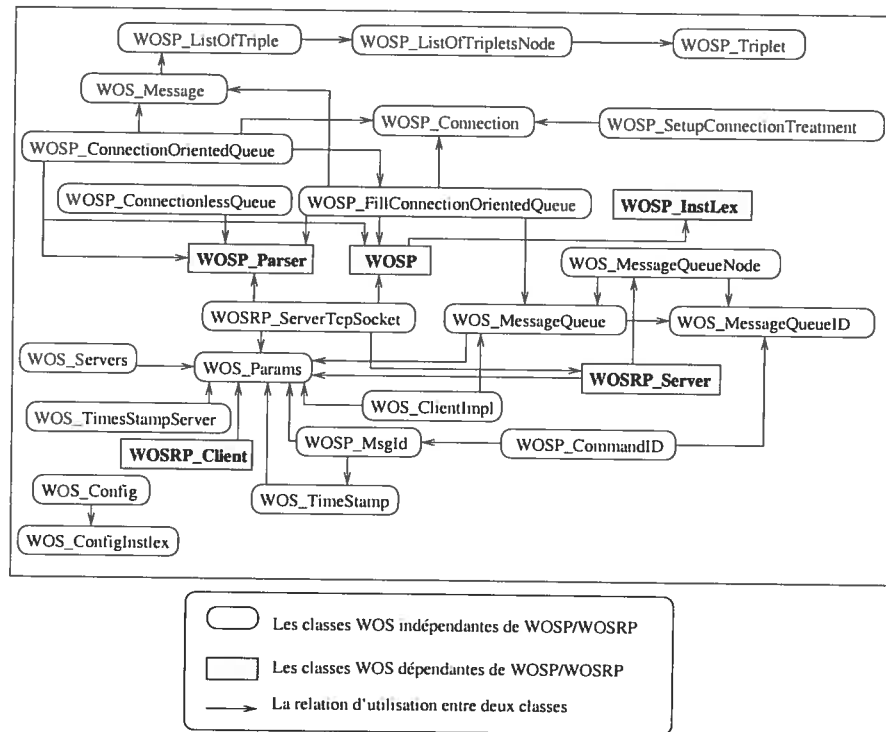 WOSP_ListOfTriple
WOSP_ListOfTripletsNode
WOSP_Triplet
WOS_Message
WOSP_Connection
WOSP_SetupConnectionTreatment
WOSP_ConnectionOrientedQueue
WOSP_ConnectionlessQueue
WOSP_FillConnectionOrientedQueue
WOSP_InstLex
WOSP_Parser
WOSP
WOS_MessageQueueNode
WOSRP_ServerTcpSocket
WOS_MessageQueue
WOS_MessageQueueID
WOS_Servers
WOS_Params
WOSRP_Server
WOS_TimesStampServer
WOS_ClientImpl
WOSRP_Client
WOSP_MsgId
WOSP_CommandID
WOS_Config
WOS_TimeStamp
WOS_ConfigInstlex
Les classes WOS indépendantes de WOSP/WOSRP
Les classes WOS dépendantes de WOSP/WOSRP
La relation d'utilisation entre deux classes